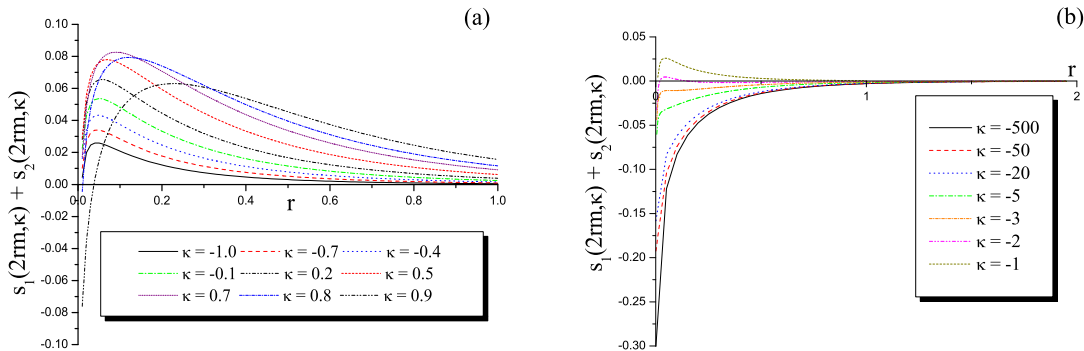 (a)
s₁(2rm,κ) + s₂(2rm,κ)
0.10
0.08
0.06
0.04
0.02
0.00
-0.02
-0.04
-0.06
-0.08
-0.10
0.0 0.2 0.4 0.6 0.8 1.0
r
κ = -1.0 κ = -0.7 κ = -0.4
κ = -0.1 κ = 0.2 κ = 0.5
κ = 0.7 κ = 0.8 κ = 0.9
(b)
s₁(2rm,κ) + s₂(2rm,κ)
0.05
0.00
-0.05
-0.10
-0.15
-0.20
-0.25
-0.30
r
0 1 2
κ = -500
κ = -50
κ = -20
κ = -5
κ = -3
κ = -2
κ = -1